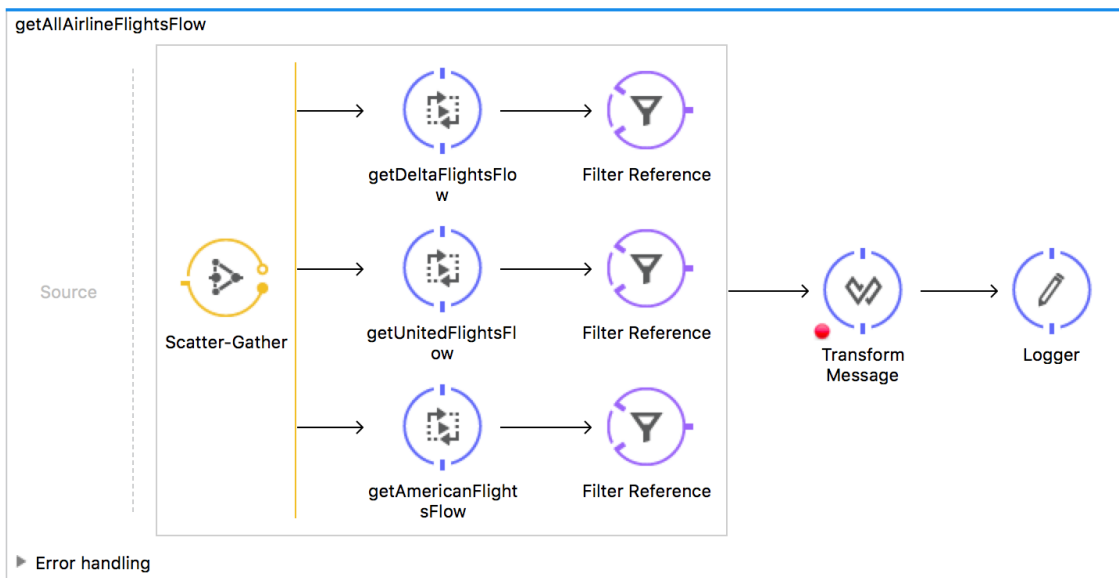 getAllAirlineFlightsFlow
getDeltaFlightsFlo
w
Filter Reference
Source
Scatter-Gather
getUnitedFlightsFl
ow
Filter Reference
Transform
Message
Logger
getAmericanFlight
sFlow
Filter Reference
Error handling